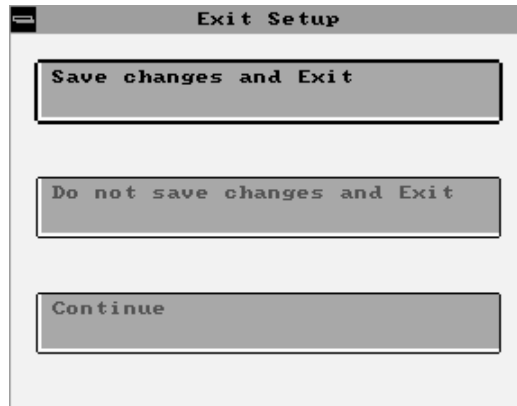 Exit Setup
Save changes and Exit
Do not save changes and Exit
Continue